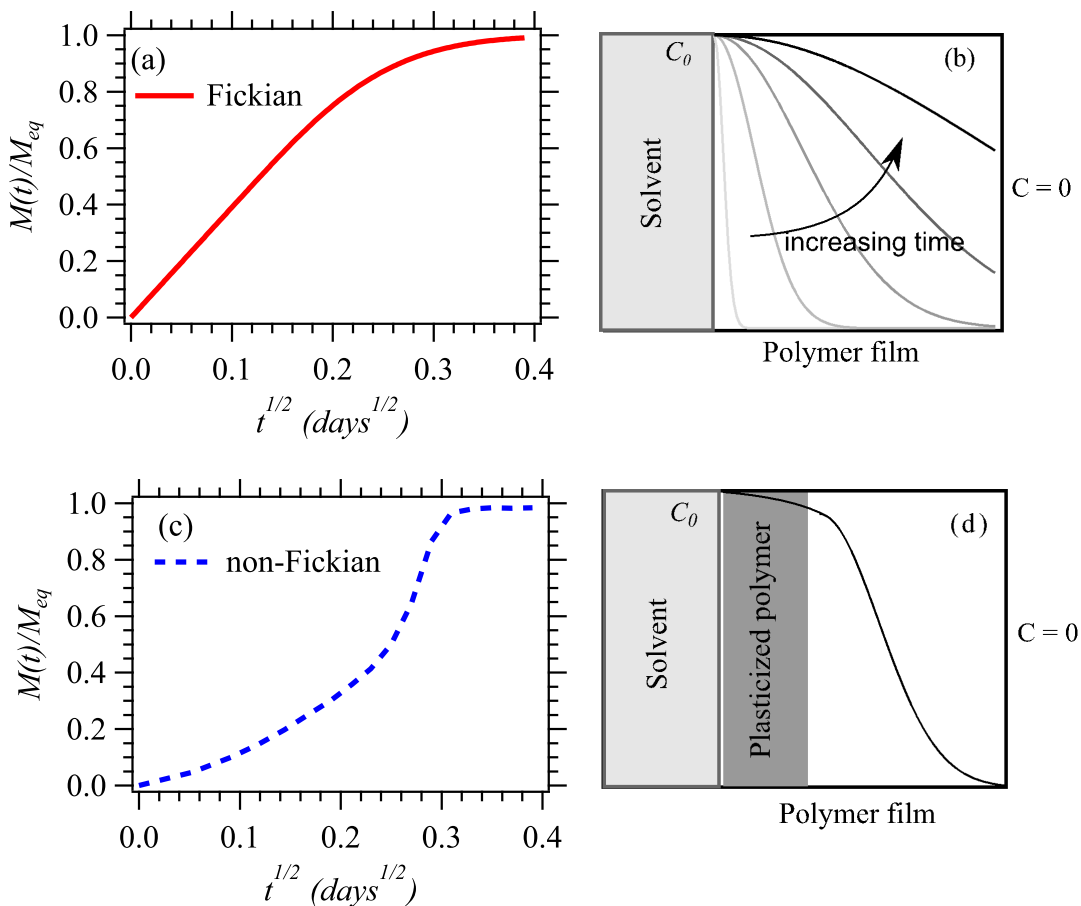 (a)
Fickian
M(t)/M_eq
1.0
0.8
0.6
0.4
0.2
0.0
0.0 0.1 0.2 0.3 0.4
t^1/2 (days^1/2)
(b)
C_0
Solvent
increasing time
C = 0
Polymer film
(c)
non-Fickian
M(t)/M_eq
1.0
0.8
0.6
0.4
0.2
0.0
0.0 0.1 0.2 0.3 0.4
t^1/2 (days^1/2)
(d)
C_0
Solvent
Plasticized polymer
C = 0
Polymer film